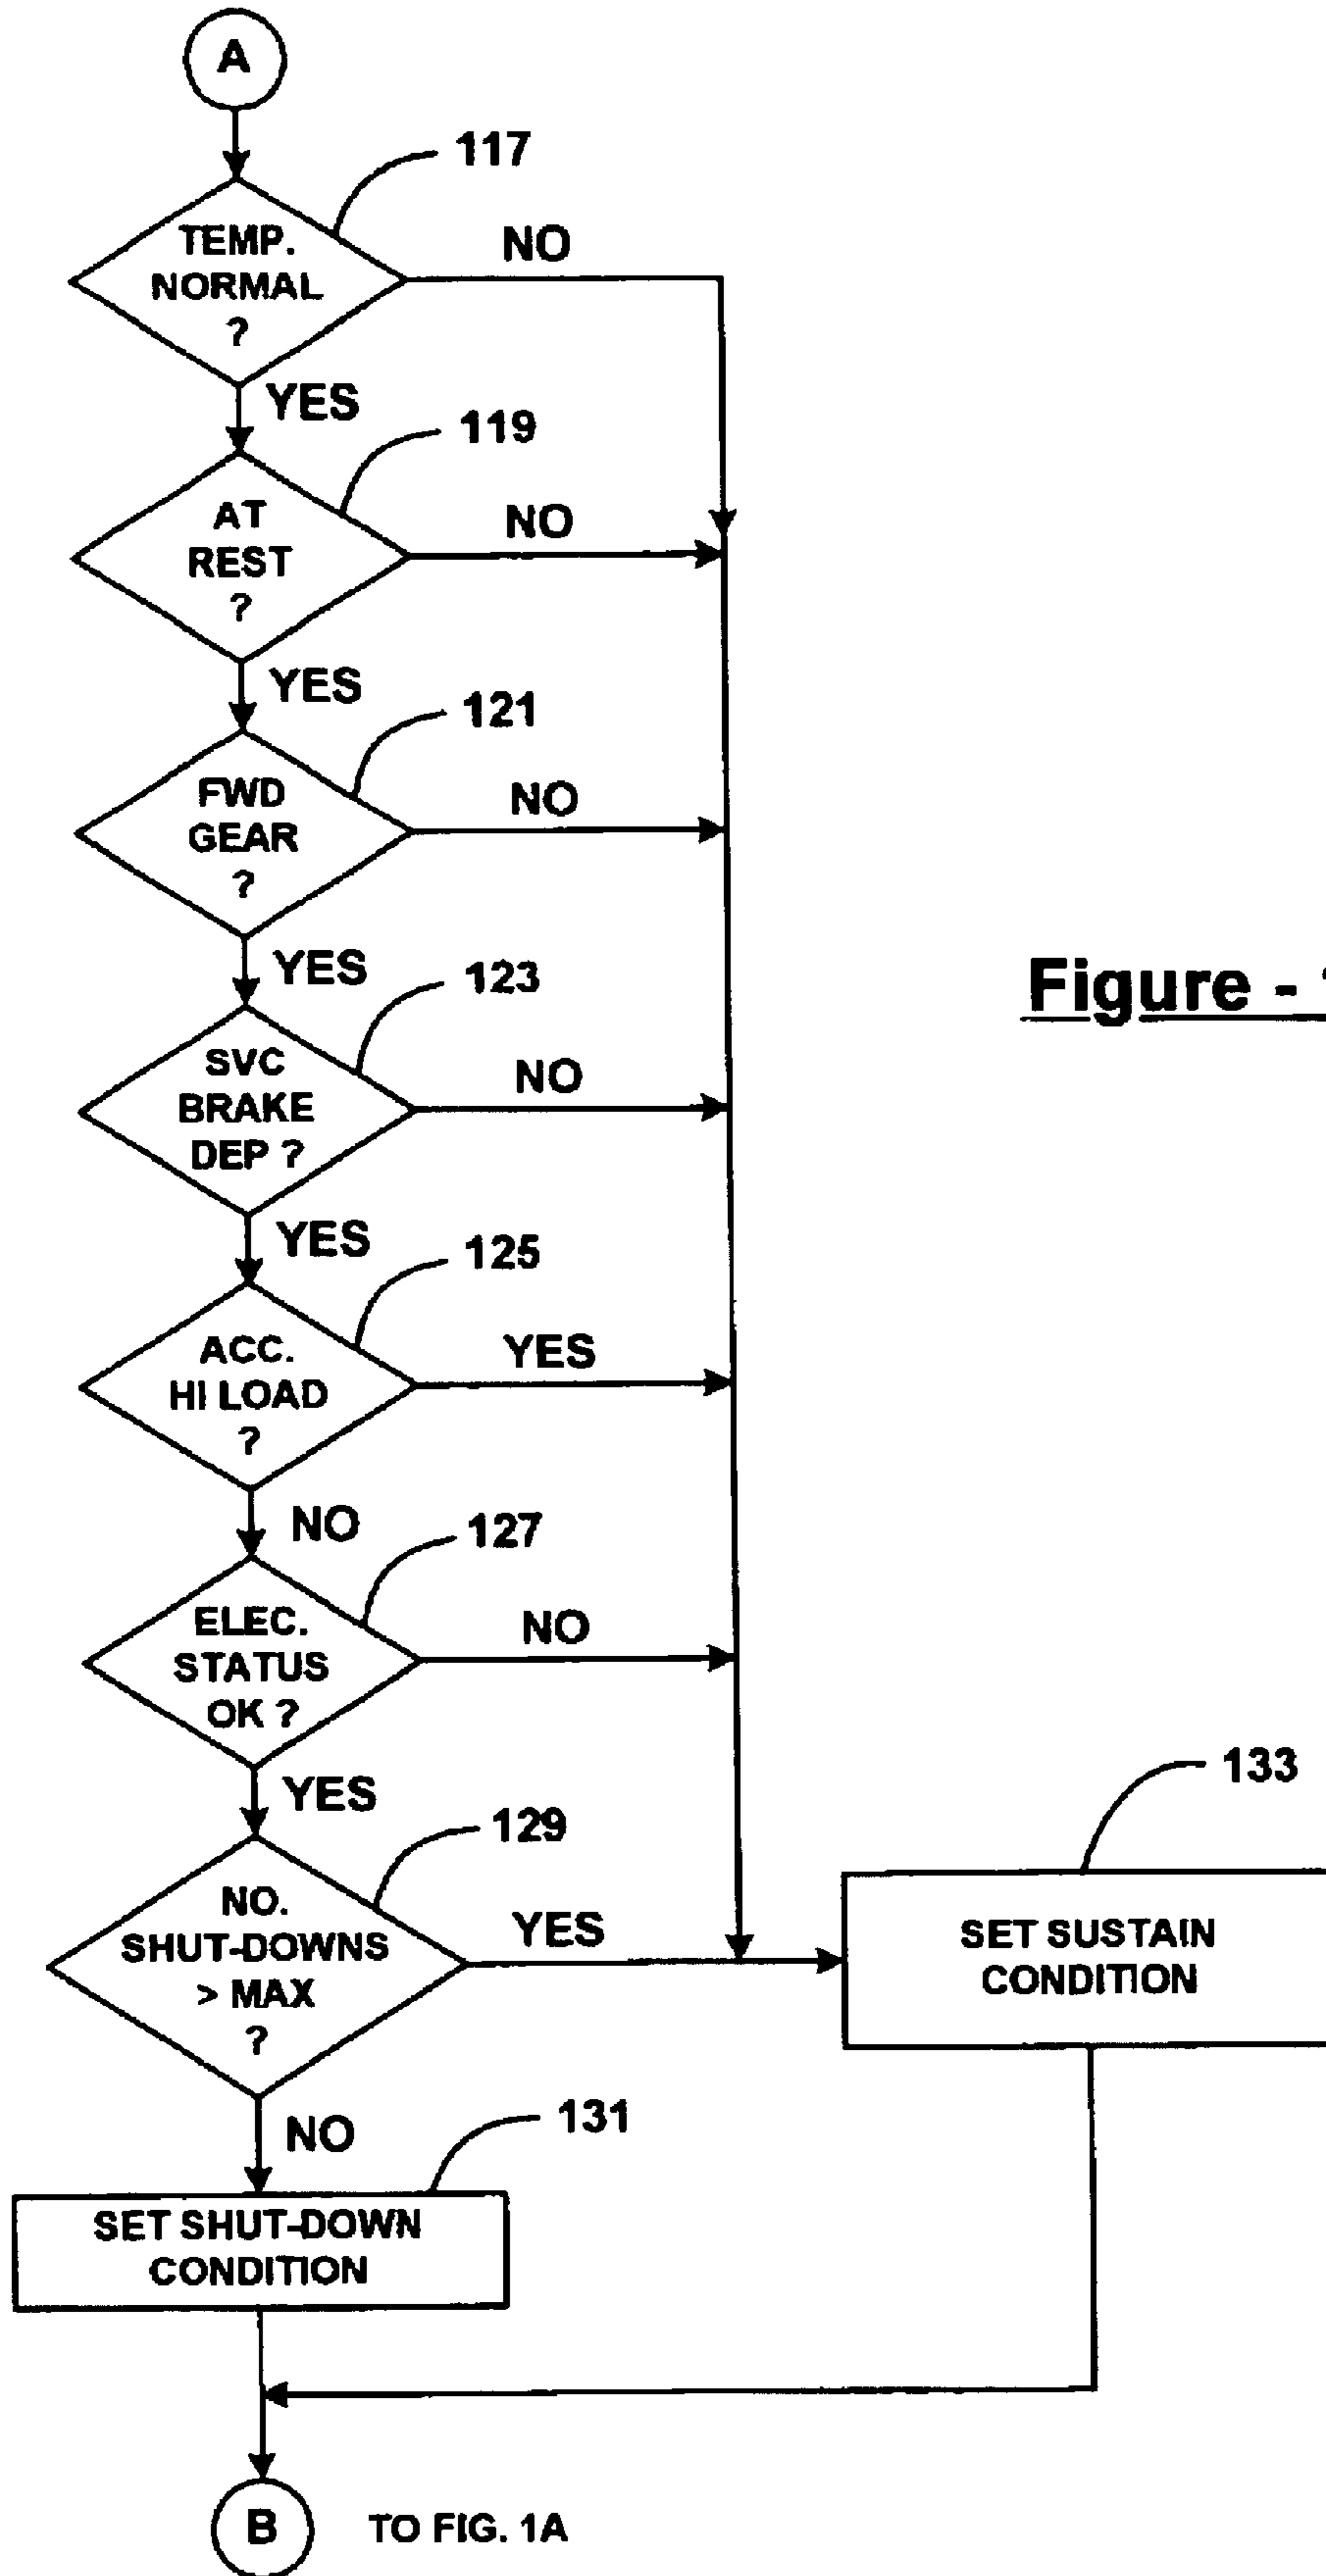 A
117
TEMP.
NORMAL
?
NO
YES
119
AT
REST
?
NO
YES
121
FWD
GEAR
?
NO
YES
123
SVC
BRAKE
DEP ?
NO
YES
125
ACC.
HI LOAD
?
YES
NO
127
ELEC.
STATUS
OK ?
NO
YES
129
NO.
SHUT-DOWNS
> MAX
?
YES
NO
131
SET SHUT-DOWN
CONDITION
133
SET SUSTAIN
CONDITION
B
TO FIG. 1A
Figure -